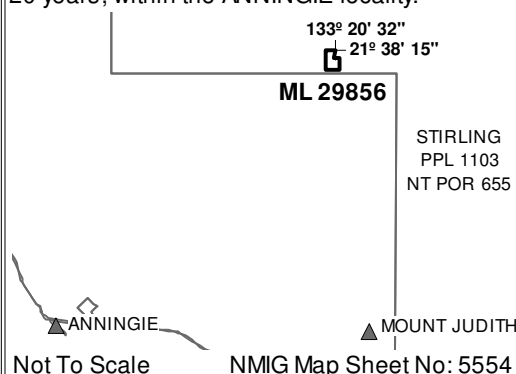 20 years, within the ANNINGIE locality.
133º 20' 32"
21º 38' 15"
ML 29856
STIRLING
PPL 1103
NT POR 655
ANNINGIE
MOUNT JUDITH
Not To Scale NMIG Map Sheet No: 5554